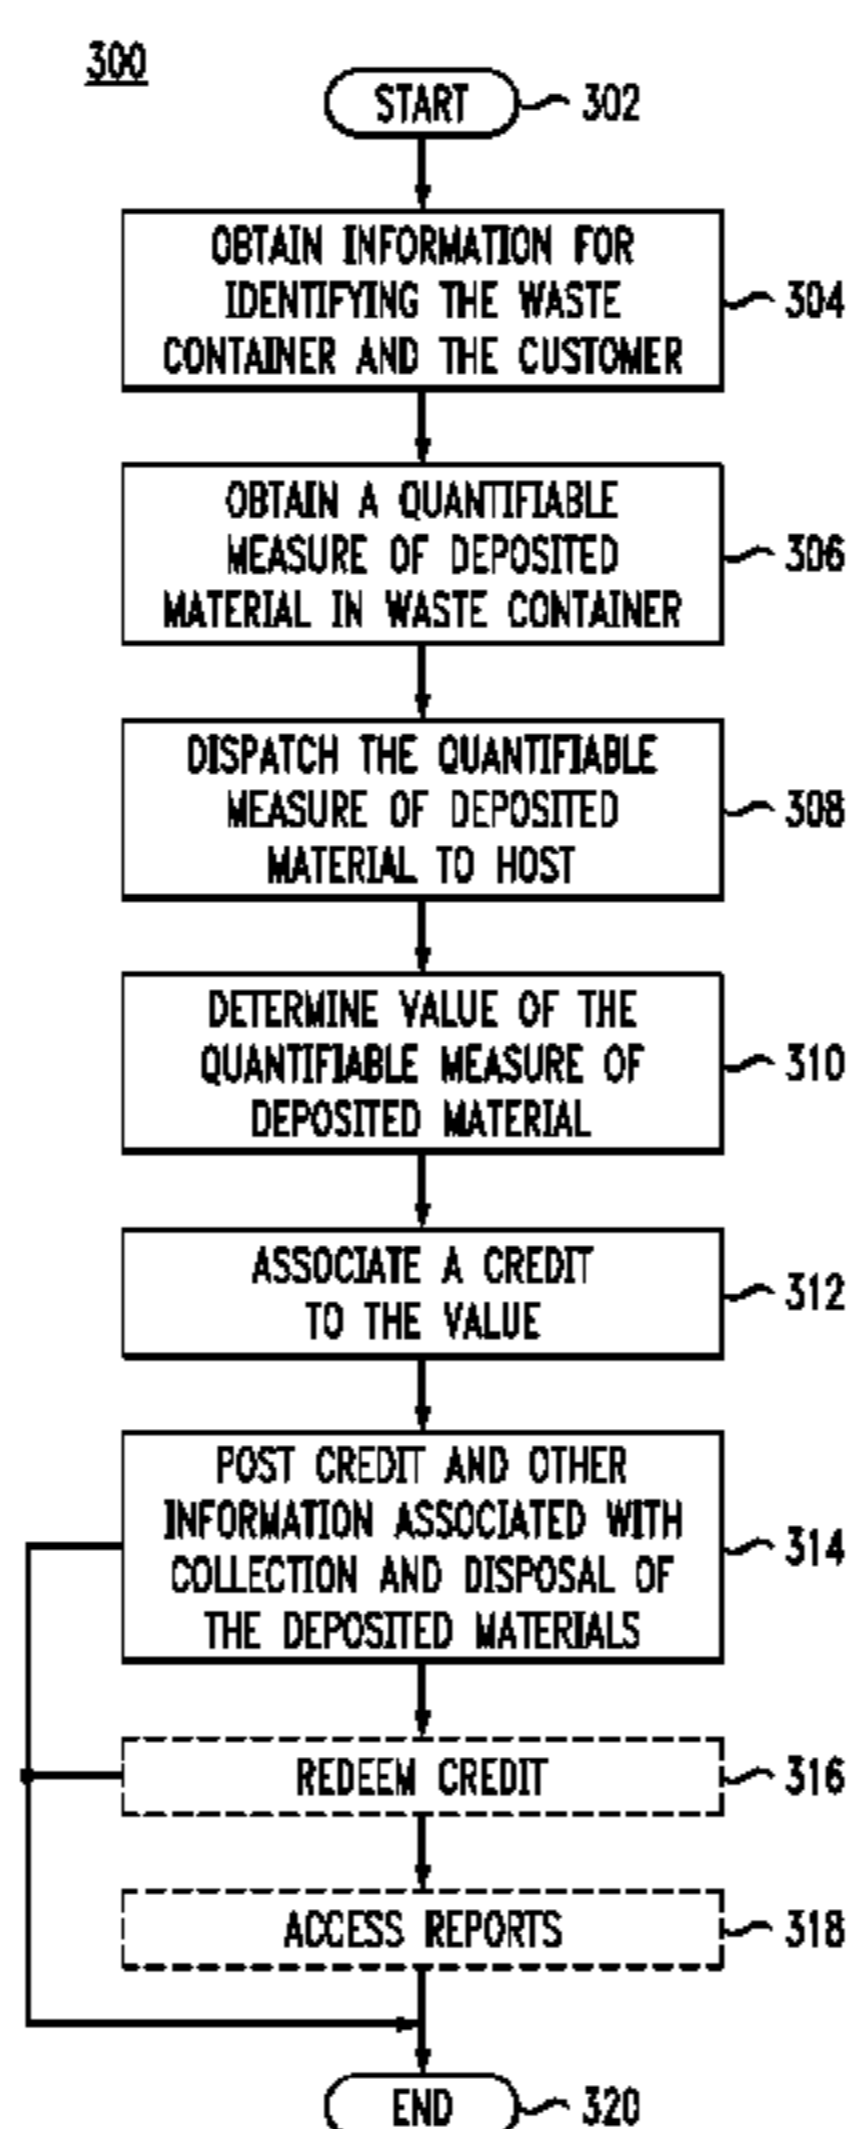 300
START 302
OBTAIN INFORMATION FOR
IDENTIFYING THE WASTE
CONTAINER AND THE CUSTOMER
304
OBTAIN A QUANTIFIABLE
MEASURE OF DEPOSITED
MATERIAL IN WASTE CONTAINER
306
DISPATCH THE QUANTIFIABLE
MEASURE OF DEPOSITED
MATERIAL TO HOST
308
DETERMINE VALUE OF THE
QUANTIFIABLE MEASURE OF
DEPOSITED MATERIAL
310
ASSOCIATE A CREDIT
TO THE VALUE
312
POST CREDIT AND OTHER
INFORMATION ASSOCIATED WITH
COLLECTION AND DISPOSAL OF
THE DEPOSITED MATERIALS
314
REDEEM CREDIT 316
ACCESS REPORTS 318
END 320